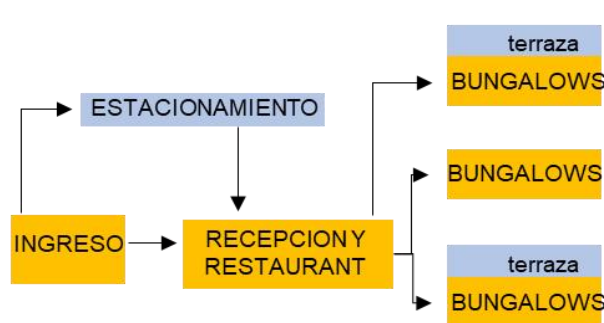 terraza
BUNGALOWS
ESTACIONAMIENTO
BUNGALOWS
INGRESO
RECEPCION Y
RESTAURANT
terraza
BUNGALOWS